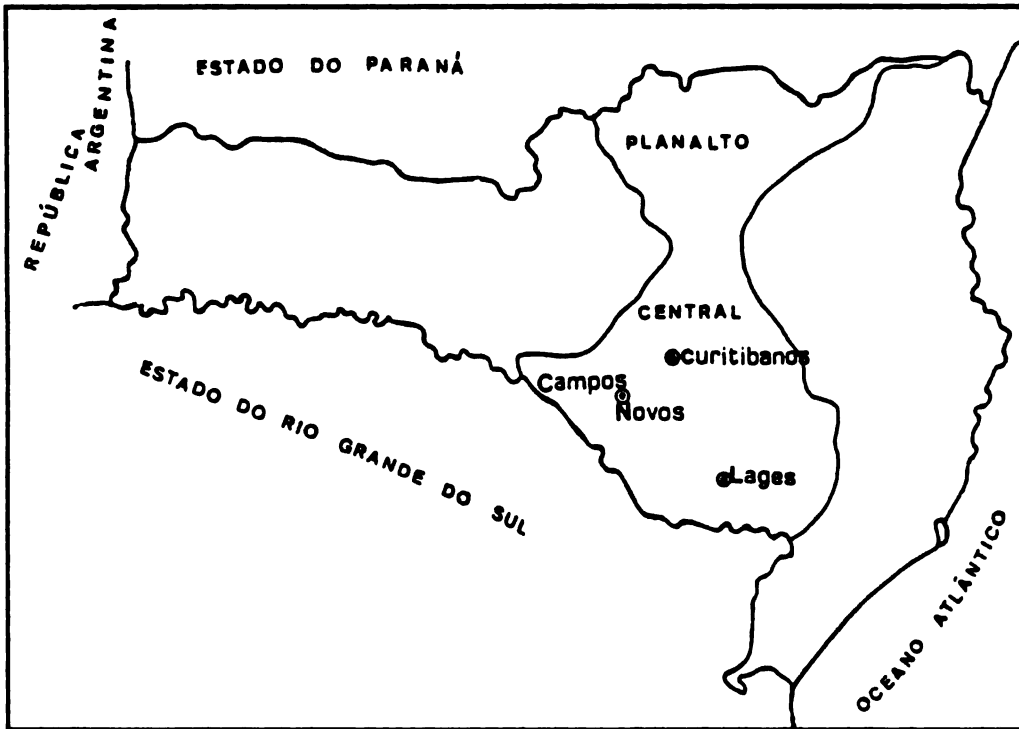 ESTADO DO PARANÁ
REPÚBLICA
ARGENTINA
PLANALTO
CENTRAL
Curitibanos
Campos
Novos
Lages
ESTADO DO RIO GRANDE DO SUL
OCEANO ATLÂNTICO